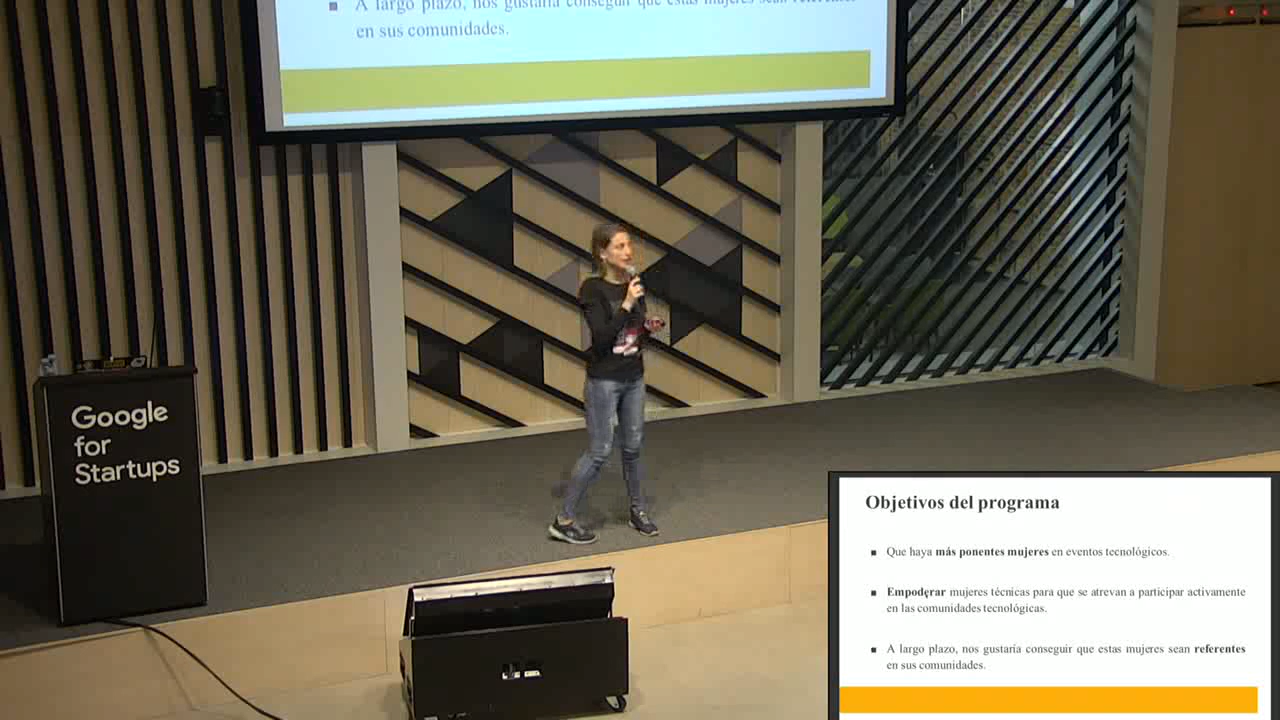 A largo plazo, nos gustaría conseguir que estas mujeres sean referentes
en sus comunidades.
Google
for
Startups
Objetivos del programa
Que haya más ponentes mujeres en eventos tecnológicos.
Empoderar mujeres técnicas para que se atrevan a participar activamente
en las comunidades tecnológicas.
A largo plazo, nos gustaría conseguir que estas mujeres sean referentes
en sus comunidades.